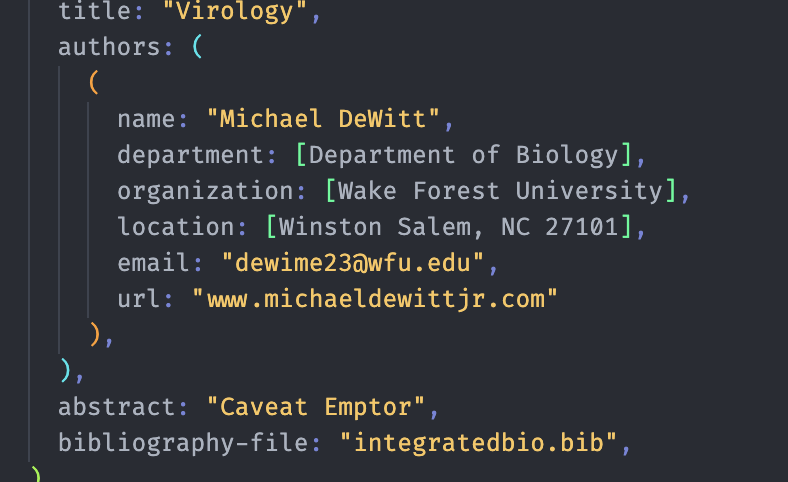 title: "Virology",
authors: (
(
name: "Michael DeWitt",
department: [Department of Biology],
organization: [Wake Forest University],
location: [Winston Salem, NC 27101],
email: "dewime23@wfu.edu",
url: "www.michaeldewittjr.com"
),
),
abstract: "Caveat Emptor",
bibliography-file: "integratedbio.bib",
)